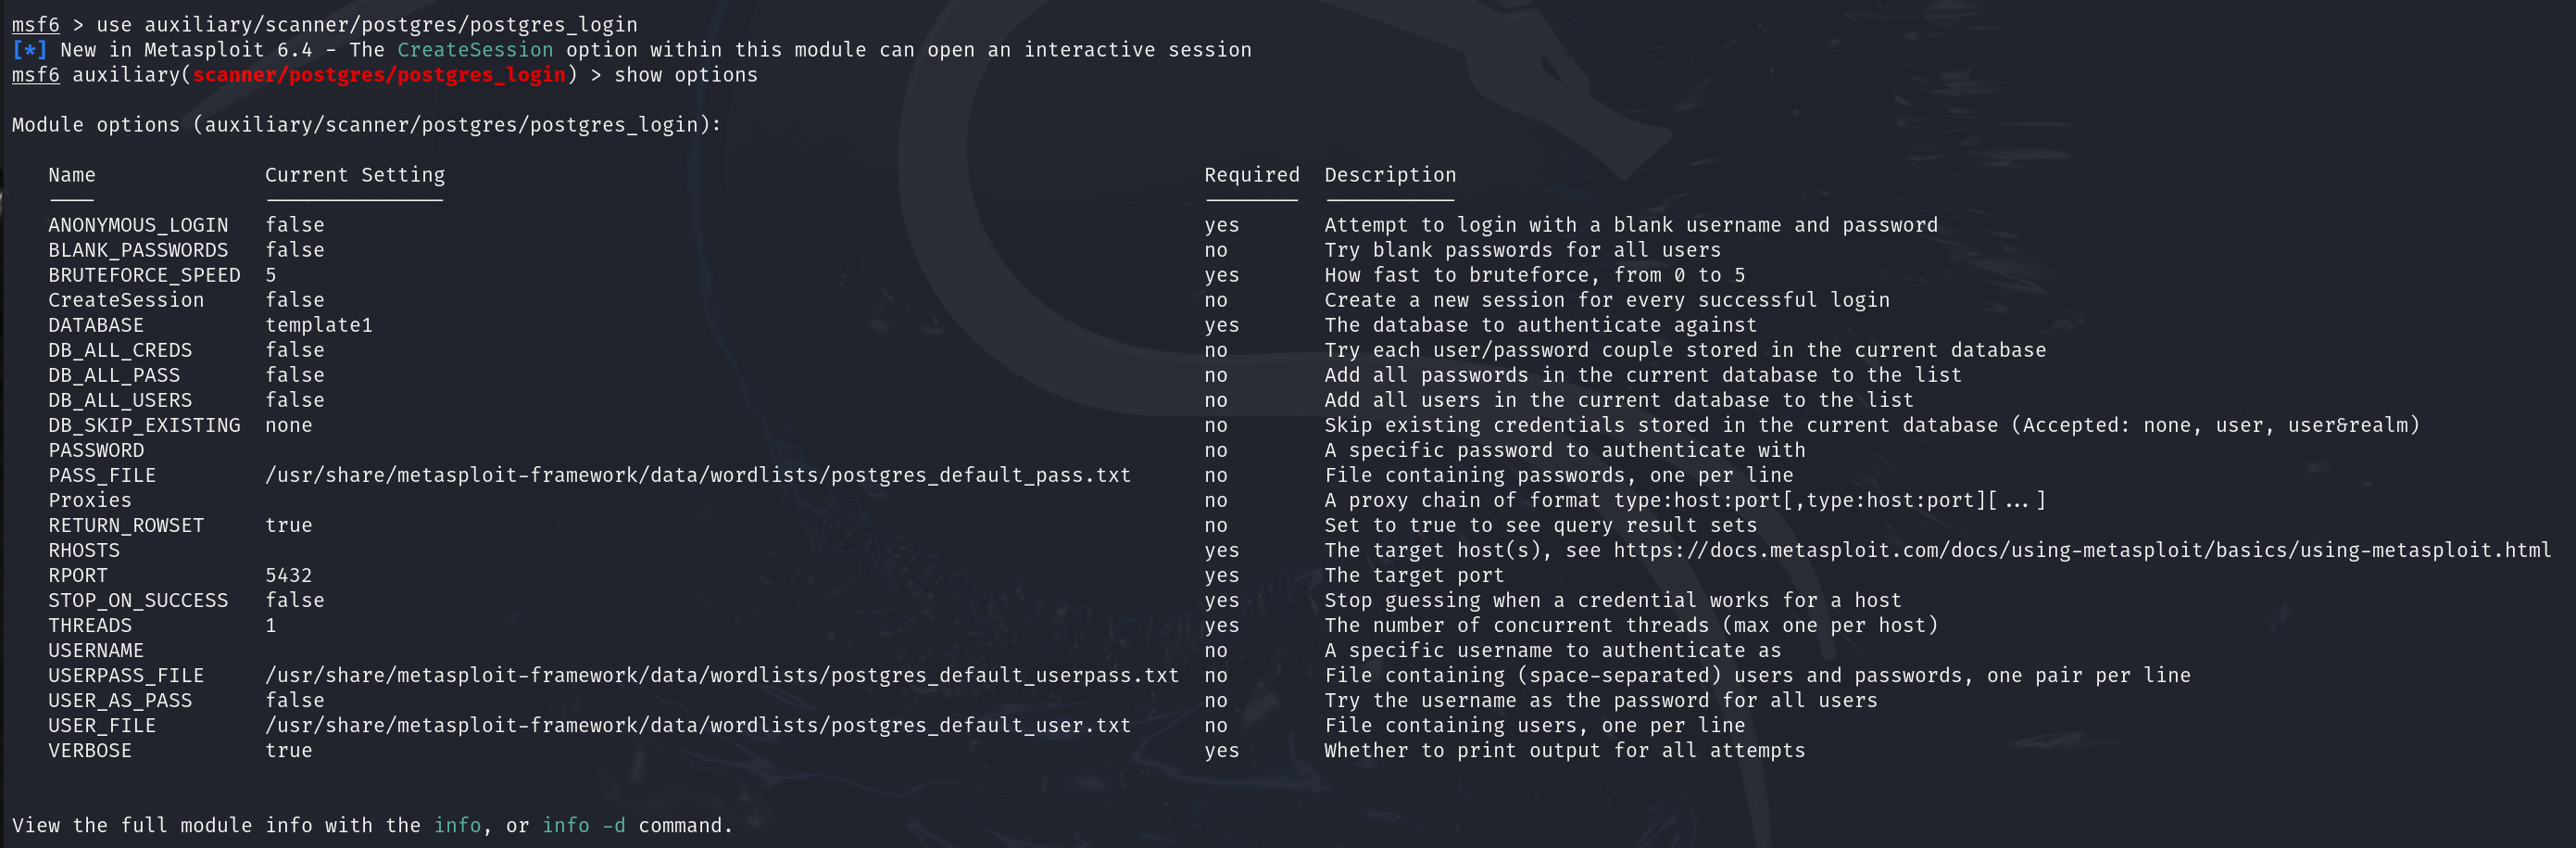 msf6 > use auxiliary/scanner/postgres/postgres_login
[*] New in Metasploit 6.4 - The CreateSession option within this module can open an interactive session
msf6 auxiliary(scanner/postgres/postgres_login) > show options
Module options (auxiliary/scanner/postgres/postgres_login):
Name Current Setting Required Description
ANONYMOUS_LOGIN false yes Attempt to login with a blank username and password
BLANK_PASSWORDS false no Try blank passwords for all users
BRUTEFORCE_SPEED 5 yes How fast to bruteforce, from 0 to 5
CreateSession false no Create a new session for every successful login
DATABASE template1 yes The database to authenticate against
DB_ALL_CREDS false no Try each user/password couple stored in the current database
DB_ALL_PASS false no Add all passwords in the current database to the list
DB_ALL_USERS false no Add all users in the current database to the list
DB_SKIP_EXISTING none no Skip existing credentials stored in the current database (Accepted: none, user, user&realm)
PASSWORD no A specific password to authenticate with
PASS_FILE /usr/share/metasploit-framework/data/wordlists/postgres_default_pass.txt no File containing passwords, one per line
Proxies no A proxy chain of format type:host:port[,type:host:port][...]
RETURN_ROWSET true no Set to true to see query result sets
RHOSTS yes The target host(s), see https://docs.metasploit.com/docs/using-metasploit/basics/using-metasploit.html
RPORT 5432 yes The target port
STOP_ON_SUCCESS false yes Stop guessing when a credential works for a host
THREADS 1 yes The number of concurrent threads (max one per host)
USERNAME no A specific username to authenticate as
USERPASS_FILE /usr/share/metasploit-framework/data/wordlists/postgres_default_userpass.txt no File containing (space-separated) users and passwords, one pair per line
USER_AS_PASS false no Try the username as the password for all users
USER_FILE /usr/share/metasploit-framework/data/wordlists/postgres_default_user.txt no File containing users, one per line
VERBOSE true yes Whether to print output for all attempts
View the full module info with the info, or info -d command.